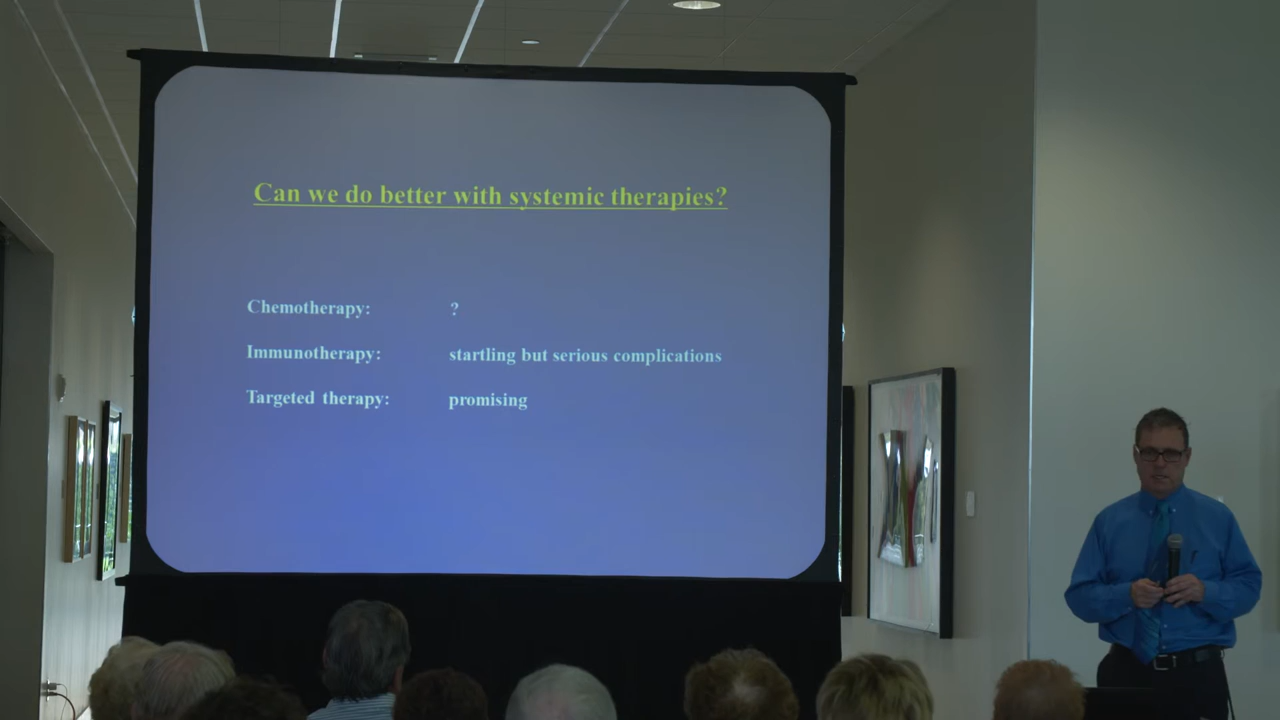 Can we do better with systemic therapies?
Chemotherapy: ?
Immunotherapy: startling but serious complications
Targeted therapy: promising